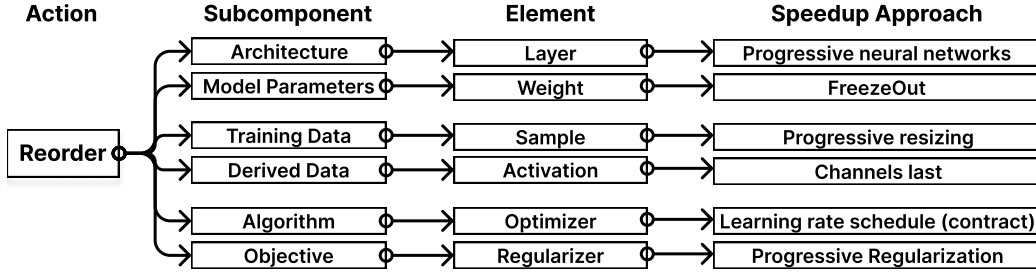 Action Subcomponent Element Speedup Approach
Architecture Layer Progressive neural networks
Model Parameters Weight FreezeOut
Training Data Sample Progressive resizing
Reorder
Derived Data Activation Channels last
Algorithm Optimizer Learning rate schedule (contract)
Objective Regularizer Progressive Regularization